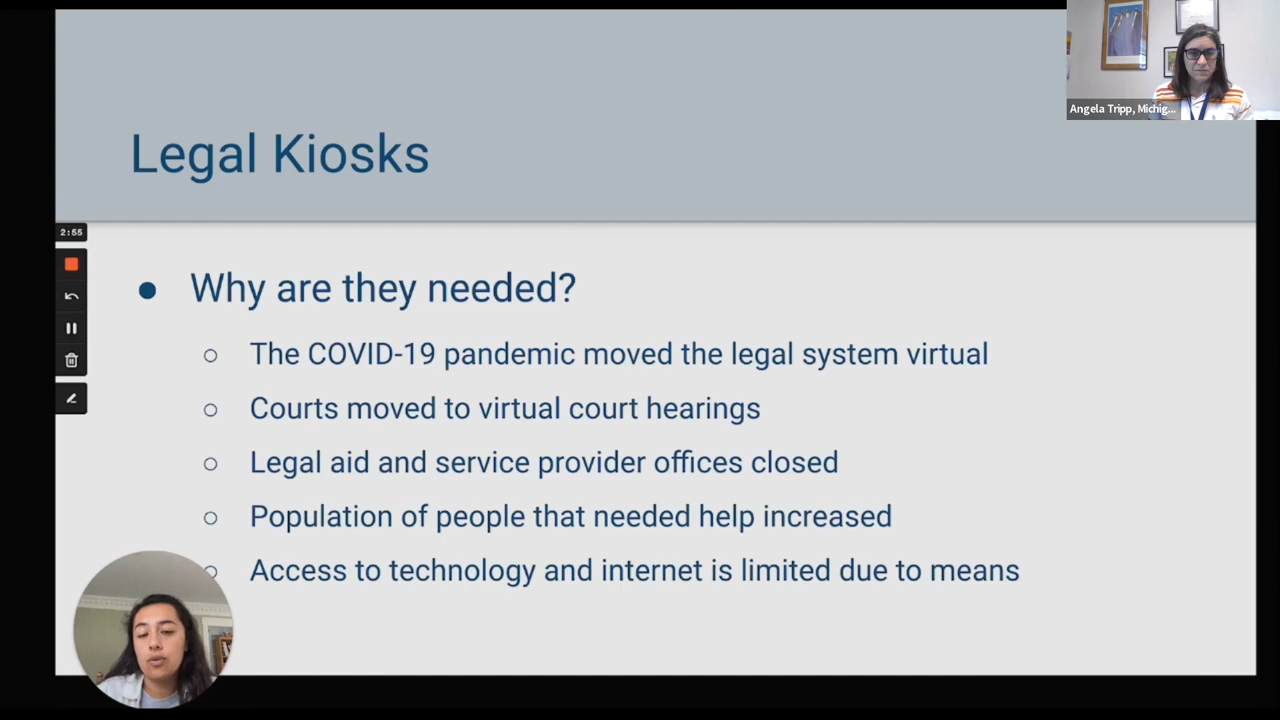 Angela Tripp, Michig...
Legal Kiosks
2:55
Why are they needed?
The COVID-19 pandemic moved the legal system virtual
Courts moved to virtual court hearings
Legal aid and service provider offices closed
Population of people that needed help increased
Access to technology and internet is limited due to means